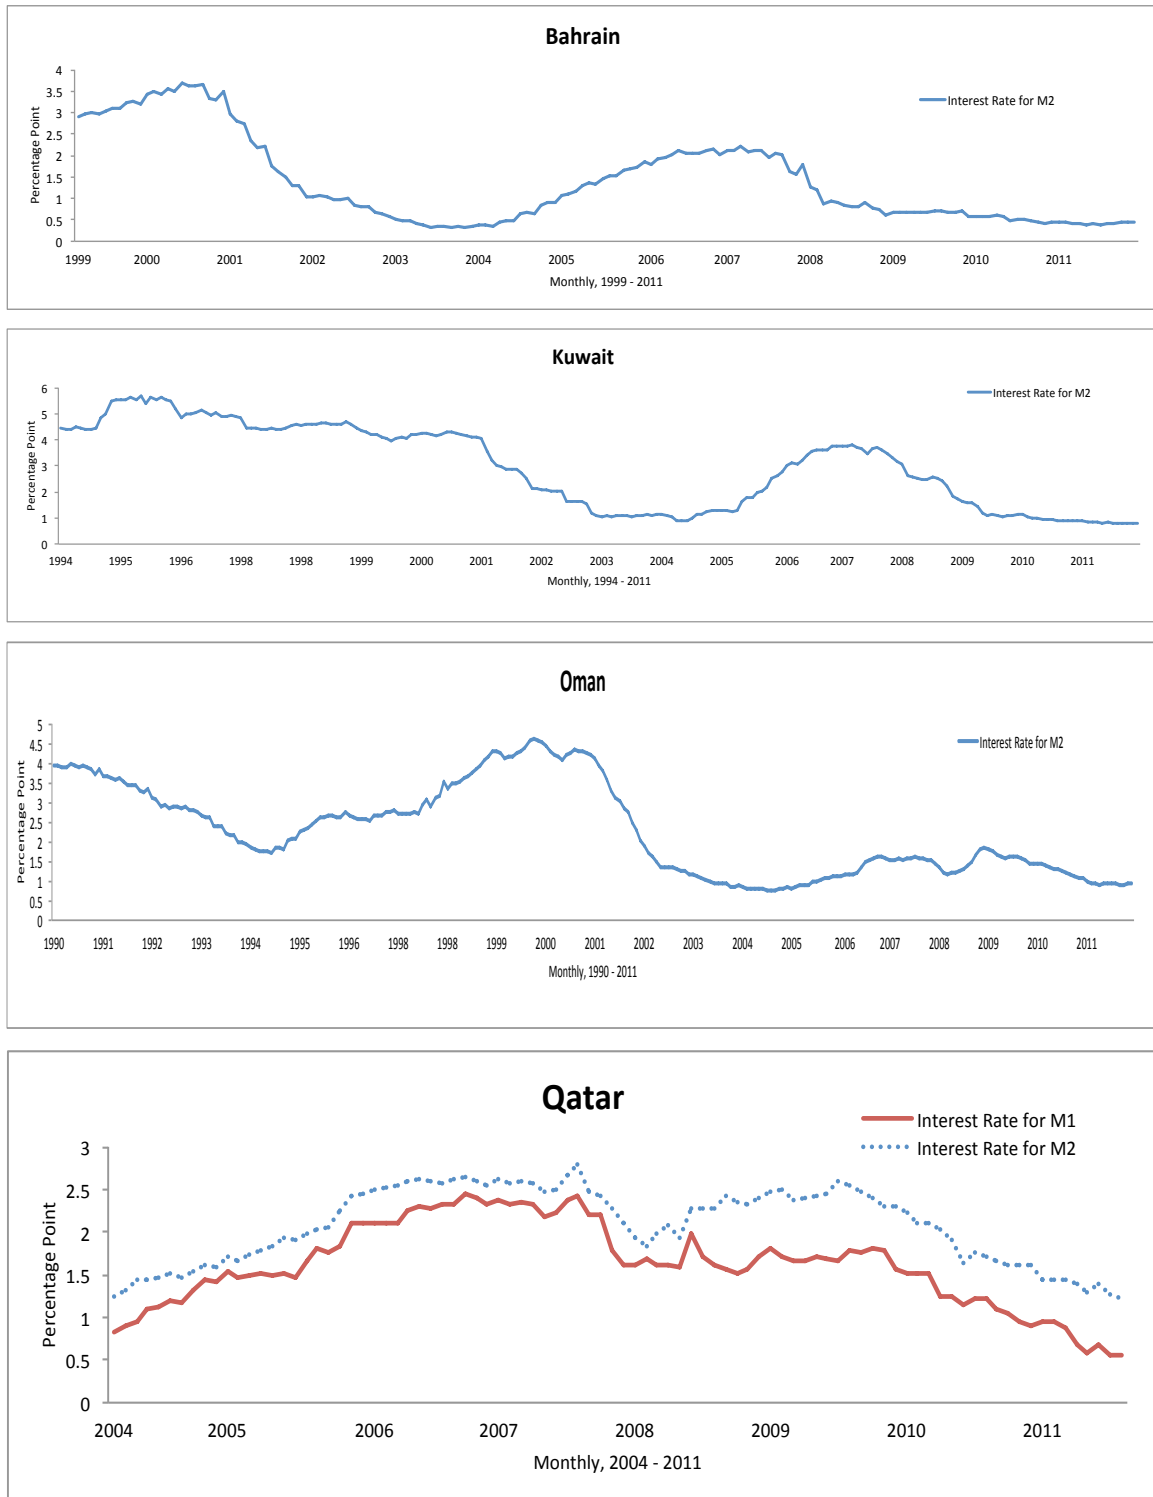 Bahrain
Percentage Point
4
3.5
3
2.5
2
1.5
1
0.5
0
Interest Rate for M2
1999 2000 2001 2002 2003 2004 2005 2006 2007 2008 2009 2010 2011
Monthly, 1999 - 2011
Kuwait
Percentage Point
6
5
4
3
2
1
0
Interest Rate for M2
1994 1995 1996 1998 1998 1999 2000 2001 2002 2003 2004 2005 2006 2007 2008 2009 2010 2011
Monthly, 1994 - 2011
Oman
Percentage Point
5
4.5
4
3.5
3
2.5
2
1.5
1
0.5
0
Interest Rate for M2
1990 1991 1992 1993 1994 1995 1996 1998 1998 1999 2000 2001 2002 2003 2004 2005 2006 2007 2008 2009 2010 2011
Monthly, 1990 - 2011
Qatar
Interest Rate for M1
Interest Rate for M2
Percentage Point
3
2.5
2
1.5
1
0.5
0
2004 2005 2006 2007 2008 2009 2010 2011
Monthly, 2004 - 2011